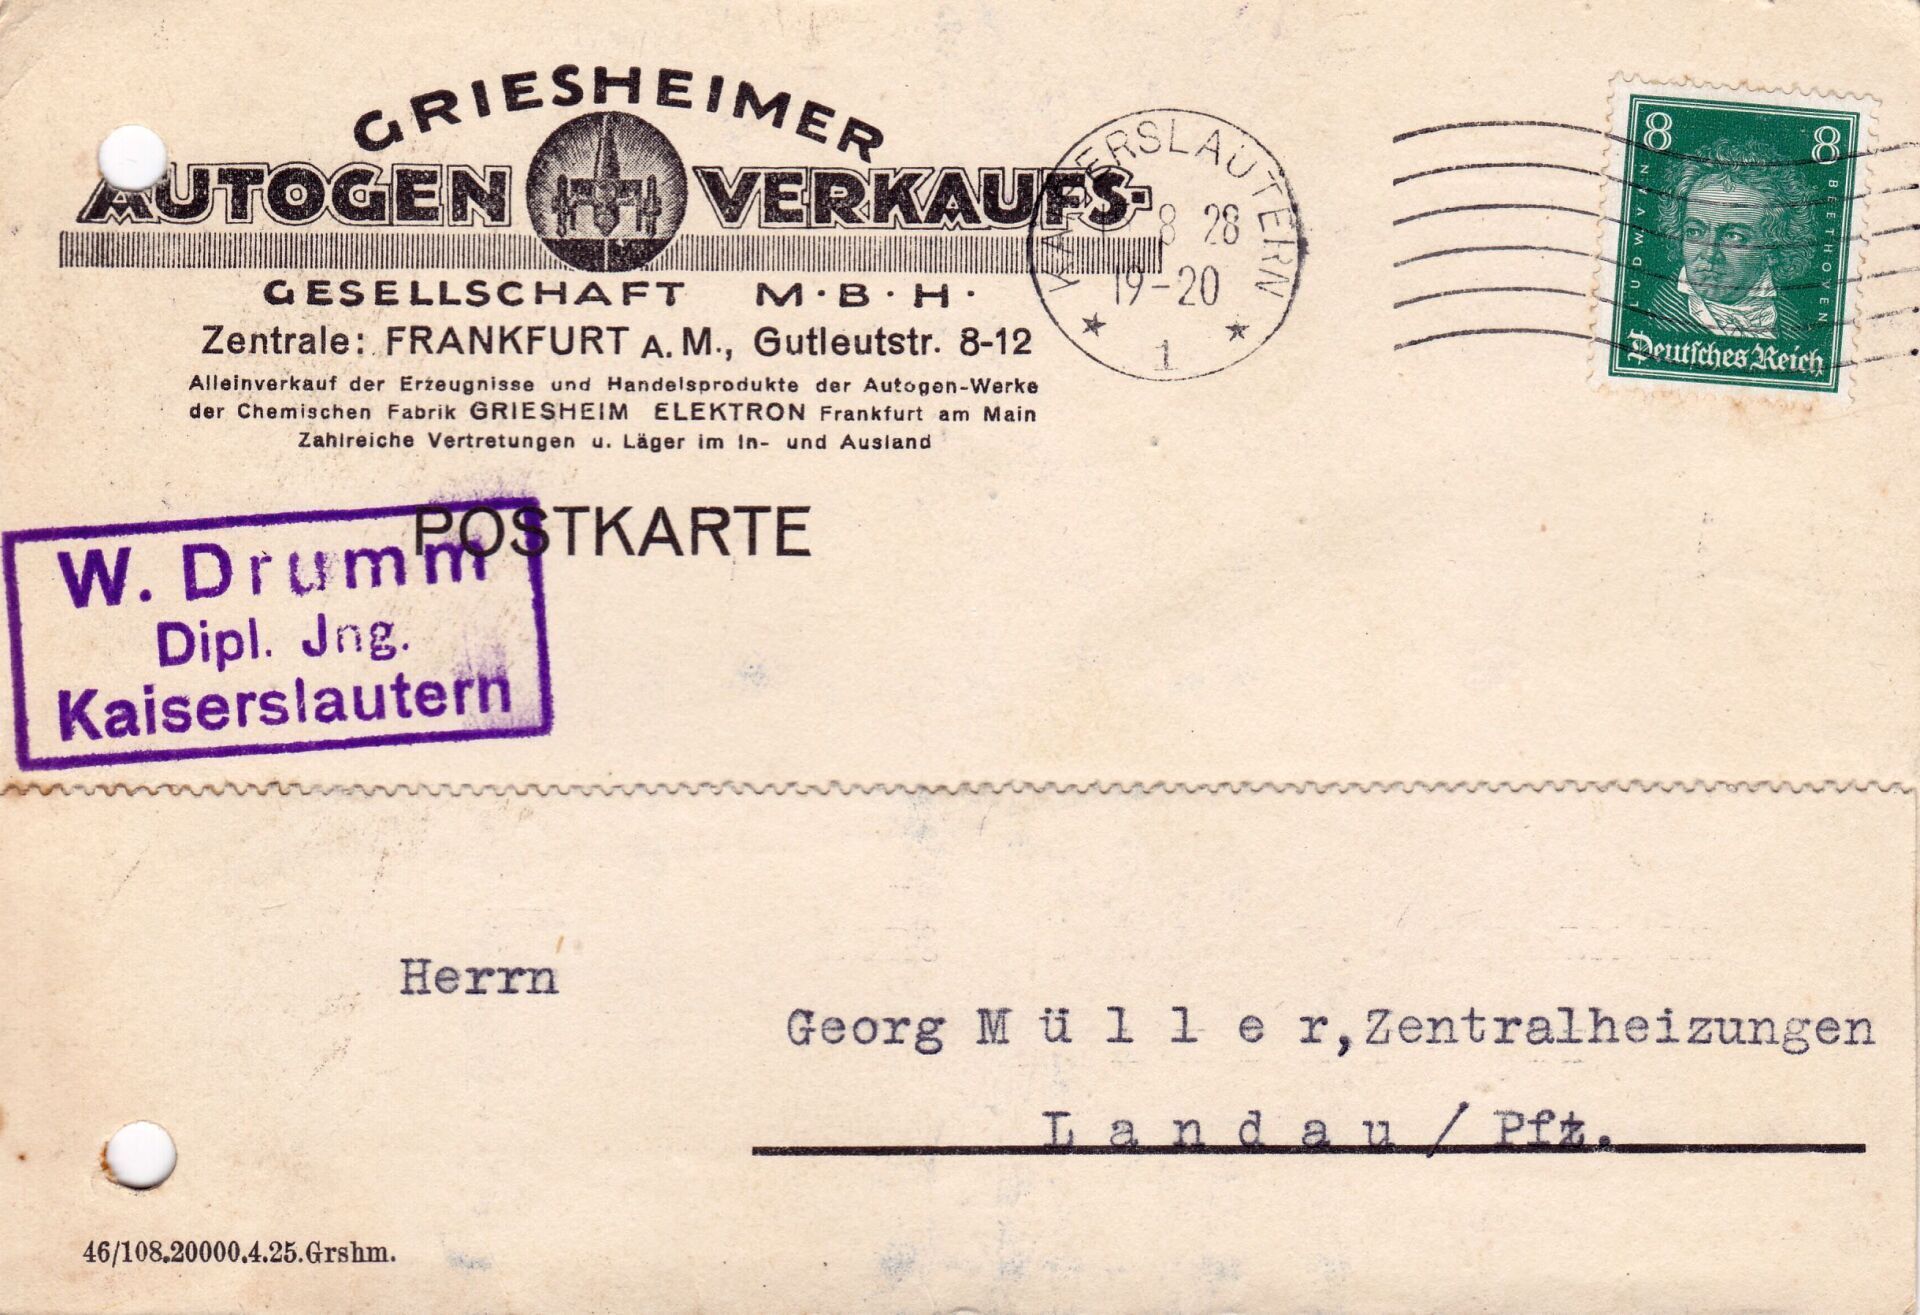 GRIESHEIMER
AUTOGEN VERKAUFS-
GESELLSCHAFT M·B·H·
Zentrale: FRANKFURT A. M., Gutleutstr. 8-12
Alleinverkauf der Erzeugnisse und Handelsprodukte der Autogen-Werke
der Chemischen Fabrik GRIESHEIM ELEKTRON Frankfurt am Main
Zahlreiche Vertretungen u. Läger im In- und Ausland
KAISERSLAUTERN
8 28
19-20
1
8 8
LUDWIG VAN BEETHOVEN
Deutsches Reich
POSTKARTE
W. Drumm
Dipl. Jng.
Kaiserslautern
Herrn
Georg Müller, Zentralheizungen
Landau / Pfz.
46/108.20000.4.25.Grshm.